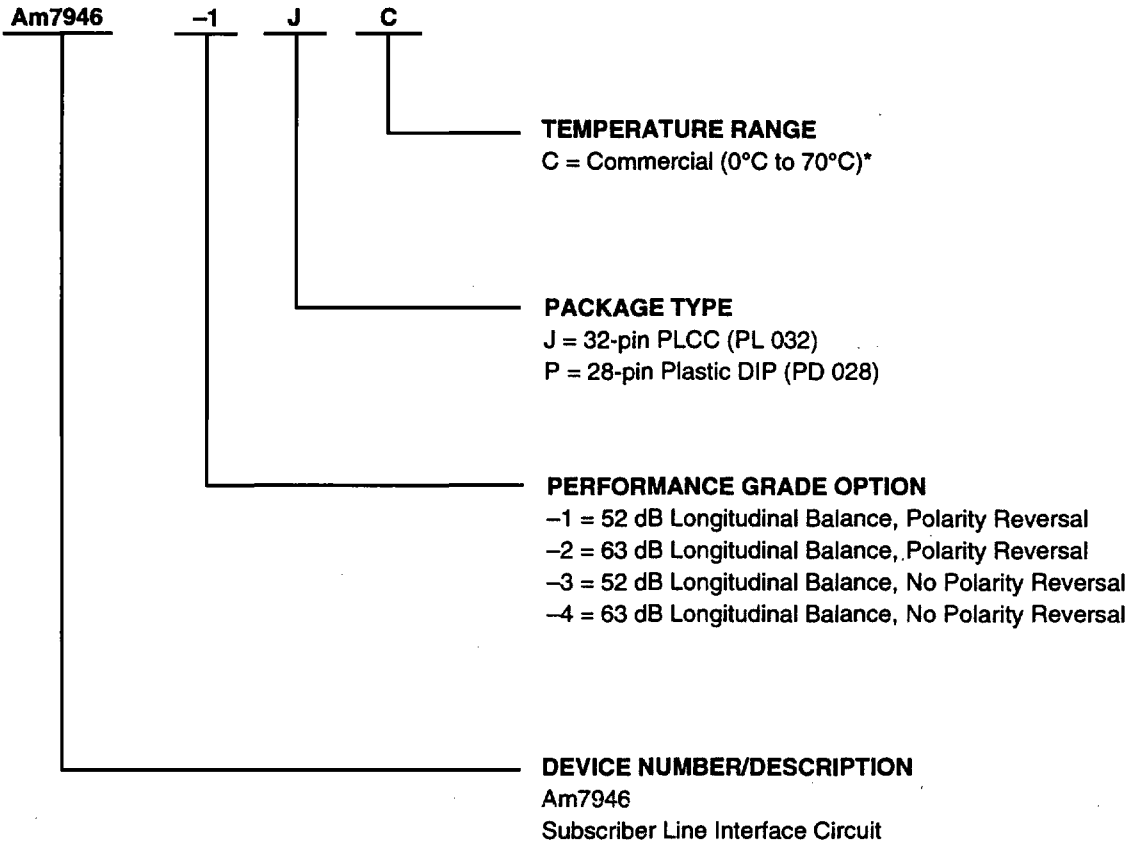 Am7946 –1 J C
TEMPERATURE RANGE
C = Commercial (0°C to 70°C)*
PACKAGE TYPE
J = 32-pin PLCC (PL 032)
P = 28-pin Plastic DIP (PD 028)
PERFORMANCE GRADE OPTION
–1 = 52 dB Longitudinal Balance, Polarity Reversal
–2 = 63 dB Longitudinal Balance, Polarity Reversal
–3 = 52 dB Longitudinal Balance, No Polarity Reversal
–4 = 63 dB Longitudinal Balance, No Polarity Reversal
DEVICE NUMBER/DESCRIPTION
Am7946
Subscriber Line Interface Circuit